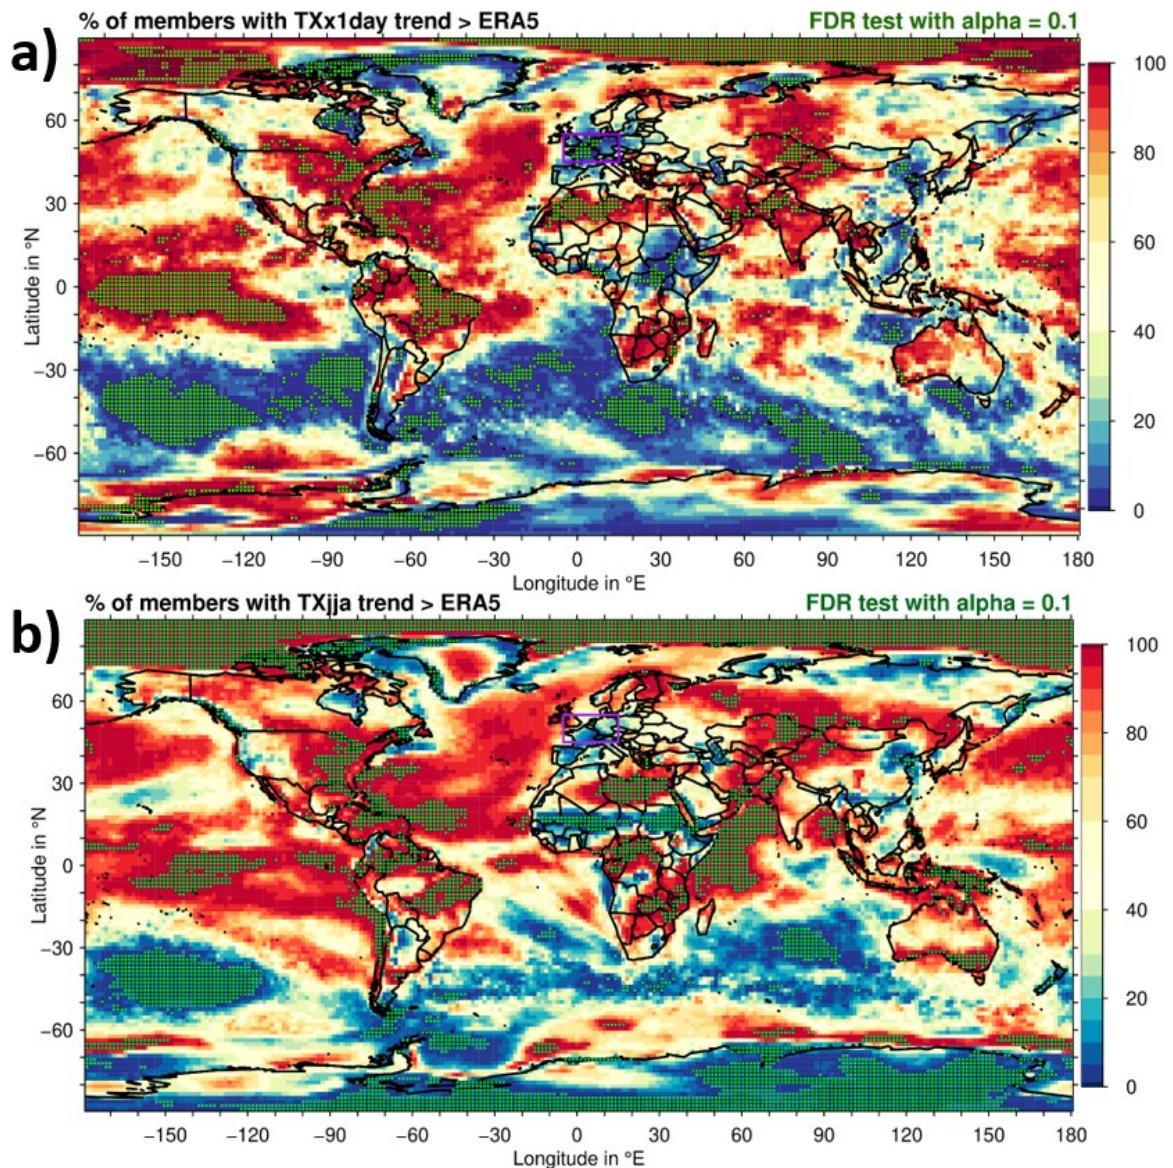 a)
% of members with TXx1day trend > ERA5 FDR test with alpha = 0.1
Latitude in °N
60
30
0
−30
−60
100
80
60
40
20
0
−150 −120 −90 −60 −30 0 30 60 90 120 150 180
Longitude in °E
b)
% of members with TXjja trend > ERA5 FDR test with alpha = 0.1
Latitude in °N
60
30
0
−30
−60
100
80
60
40
20
0
−150 −120 −90 −60 −30 0 30 60 90 120 150 180
Longitude in °E